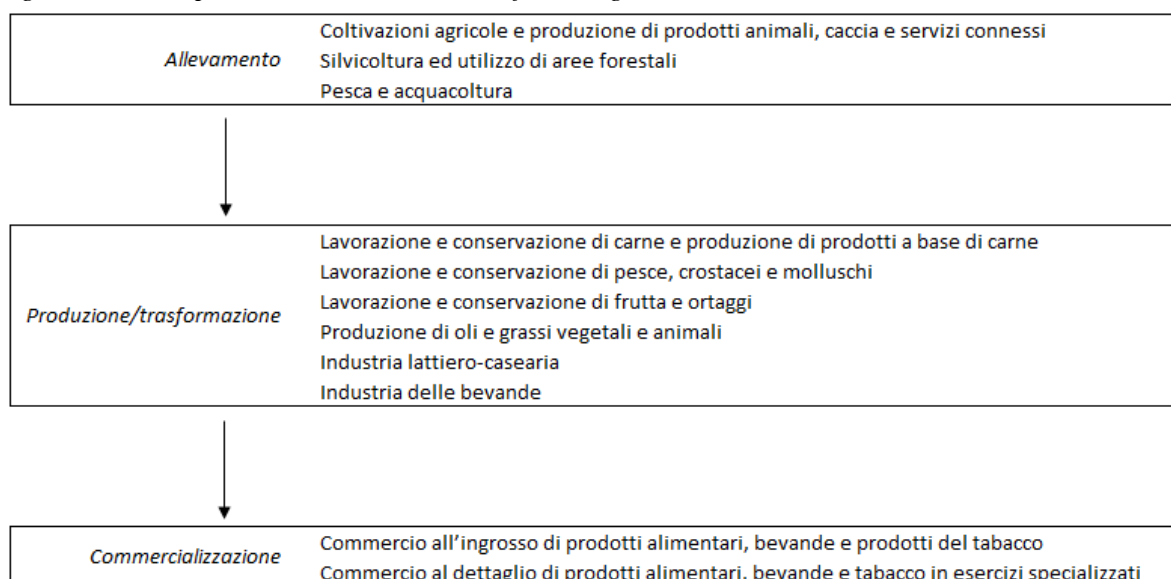 Coltivazioni agricole e produzione di prodotti animali, caccia e servizi connessi
Allevamento Silvicoltura ed utilizzo di aree forestali
Pesca e acquacoltura
Lavorazione e conservazione di carne e produzione di prodotti a base di carne
Lavorazione e conservazione di pesce, crostacei e molluschi
Lavorazione e conservazione di frutta e ortaggi
Produzione/trasformazione
Produzione di oli e grassi vegetali e animali
Industria lattiero-casearia
Industria delle bevande
Commercio all'ingrosso di prodotti alimentari, bevande e prodotti del tabacco
Commercializzazione
Commercio al dettaglio di prodotti alimentari, bevande e tabacco in esercizi specializzati